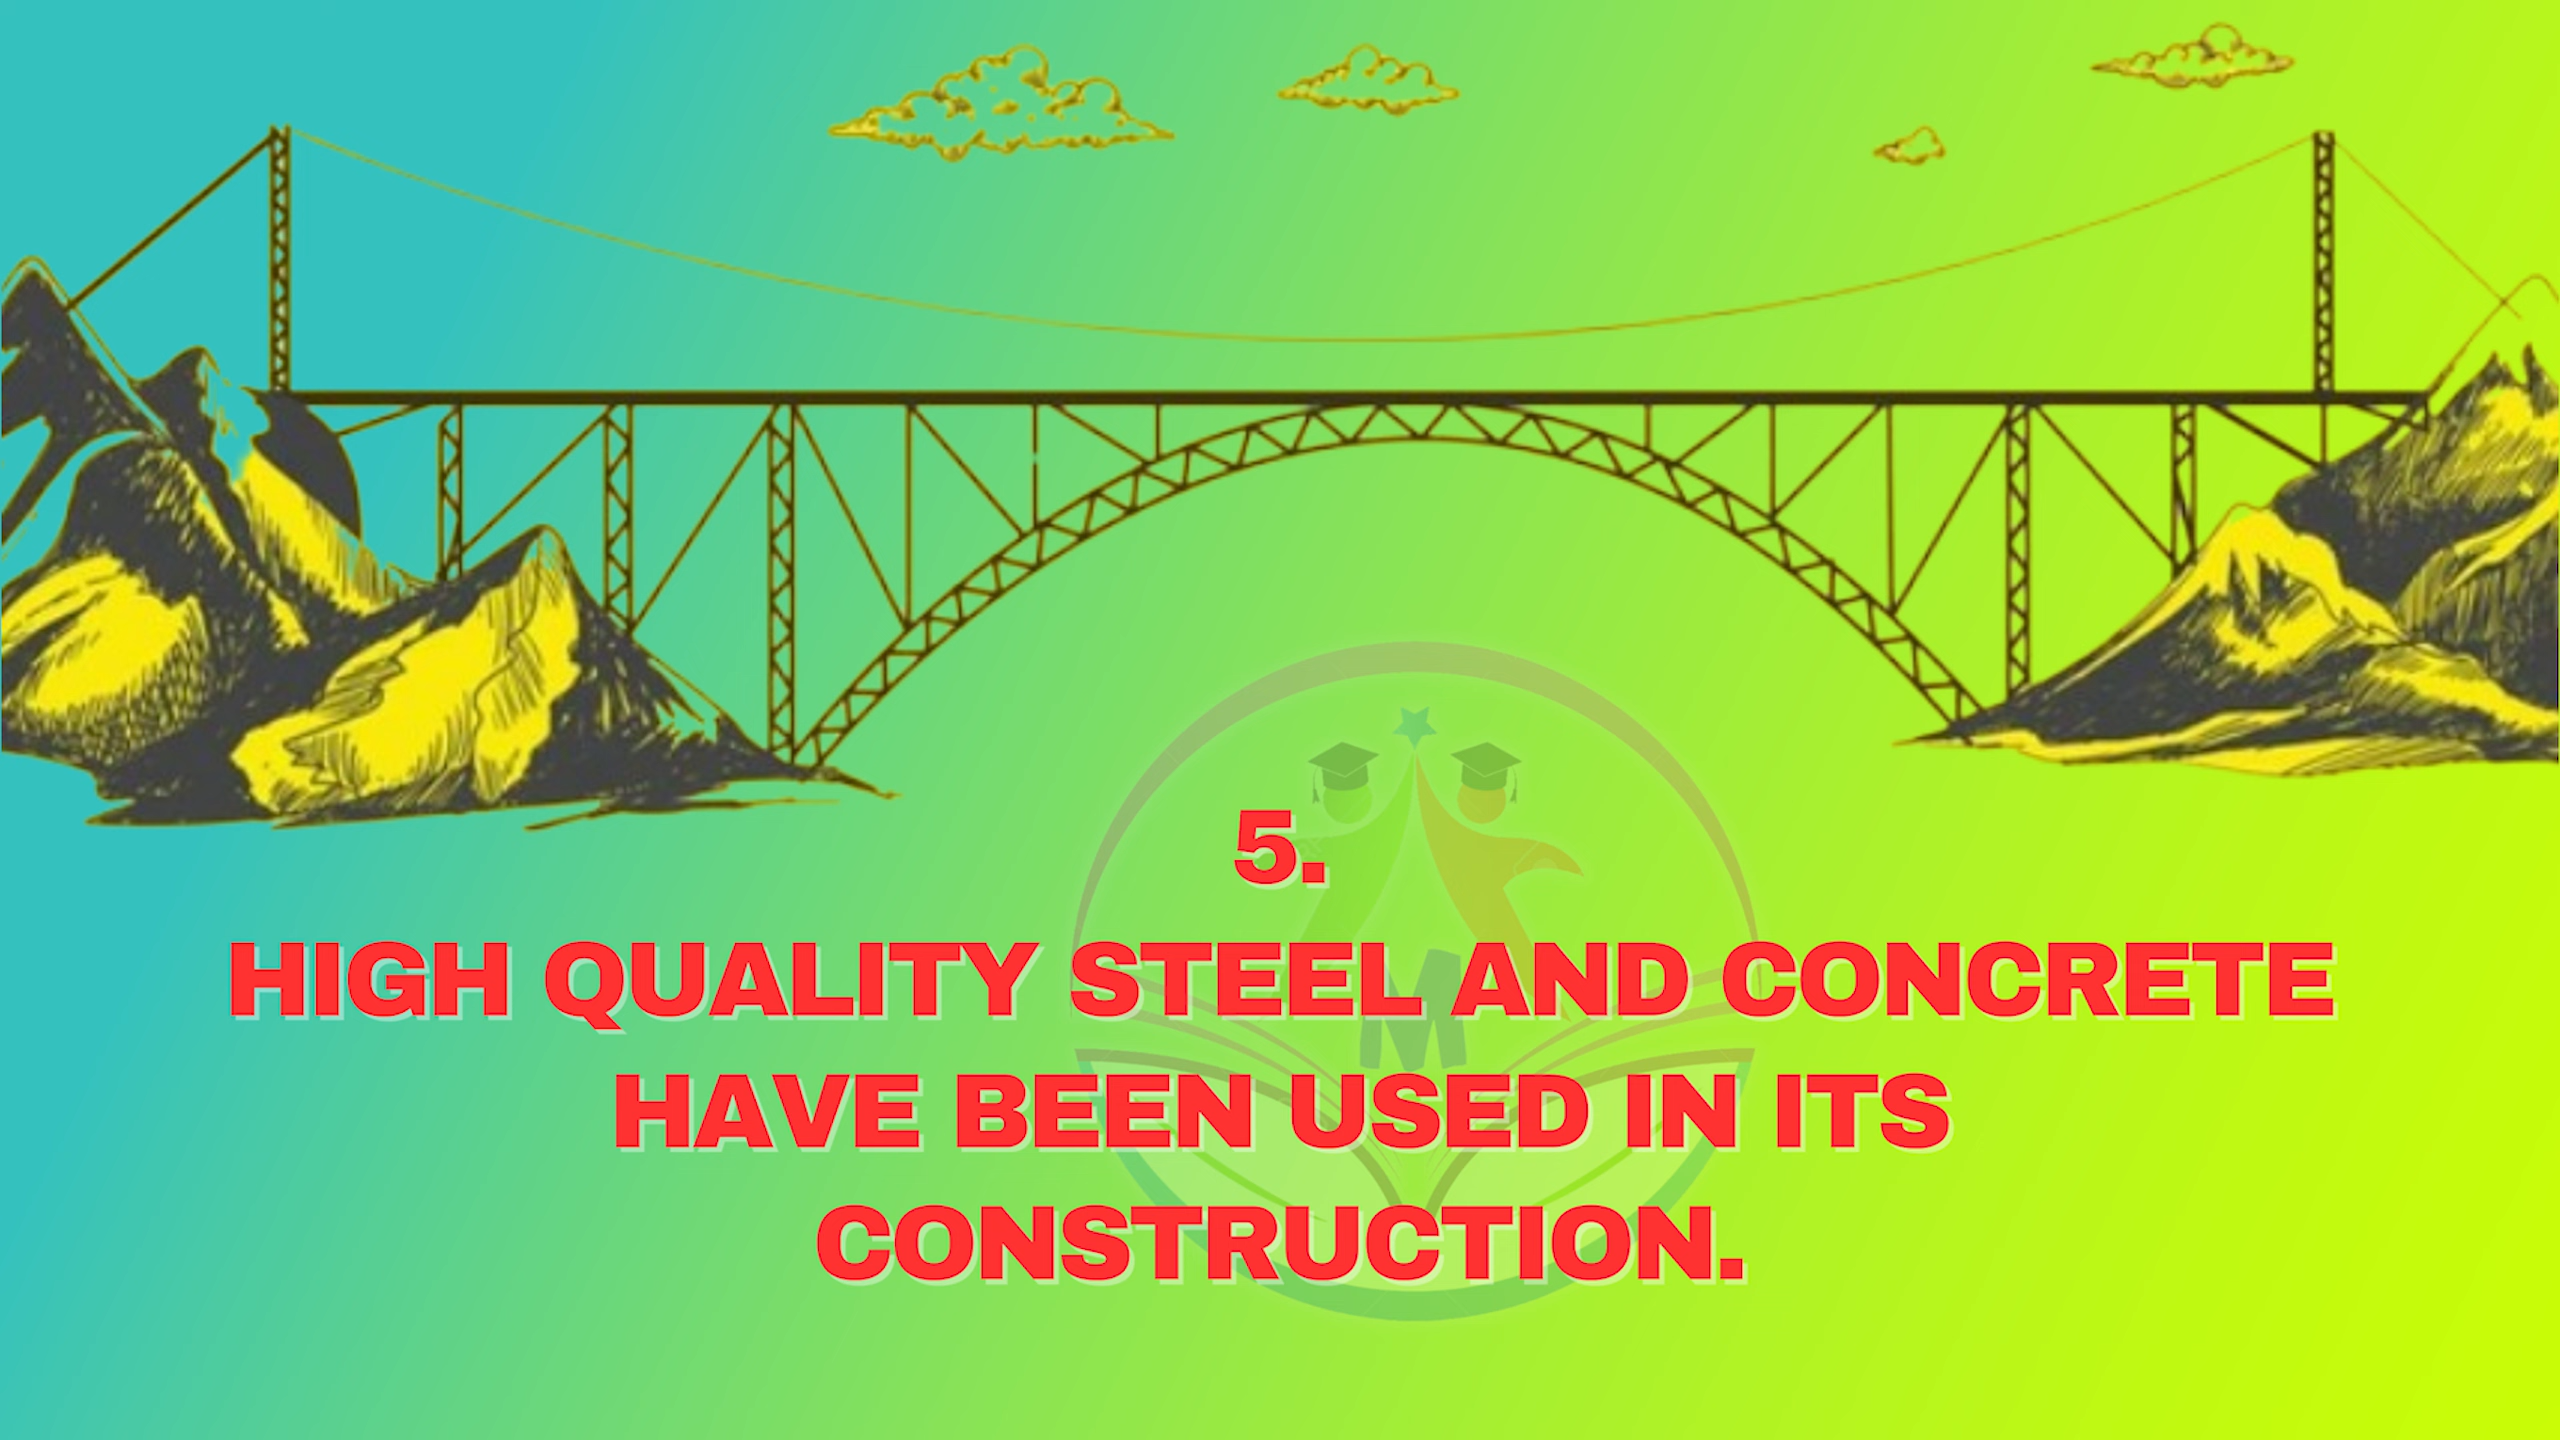 5.
HIGH QUALITY STEEL AND CONCRETE
HAVE BEEN USED IN ITS
CONSTRUCTION.
M